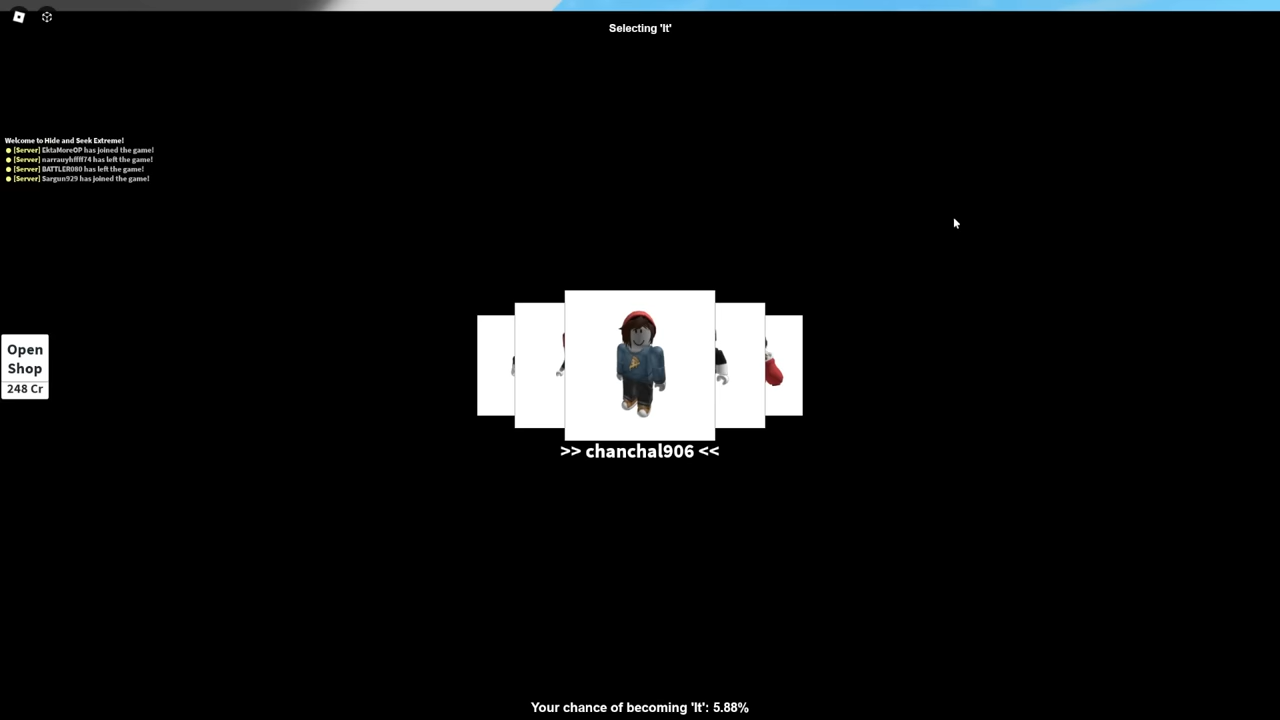 Selecting 'It'
Welcome to Hide and Seek Extreme!
[Server] EktaMoreOP has joined the game!
[Server] narrauyhffff74 has left the game!
[Server] BATTLER080 has left the game!
[Server] Sargun929 has joined the game!
Open
Shop
248 Cr
>> chanchal906 <<
Your chance of becoming 'It': 5.88%